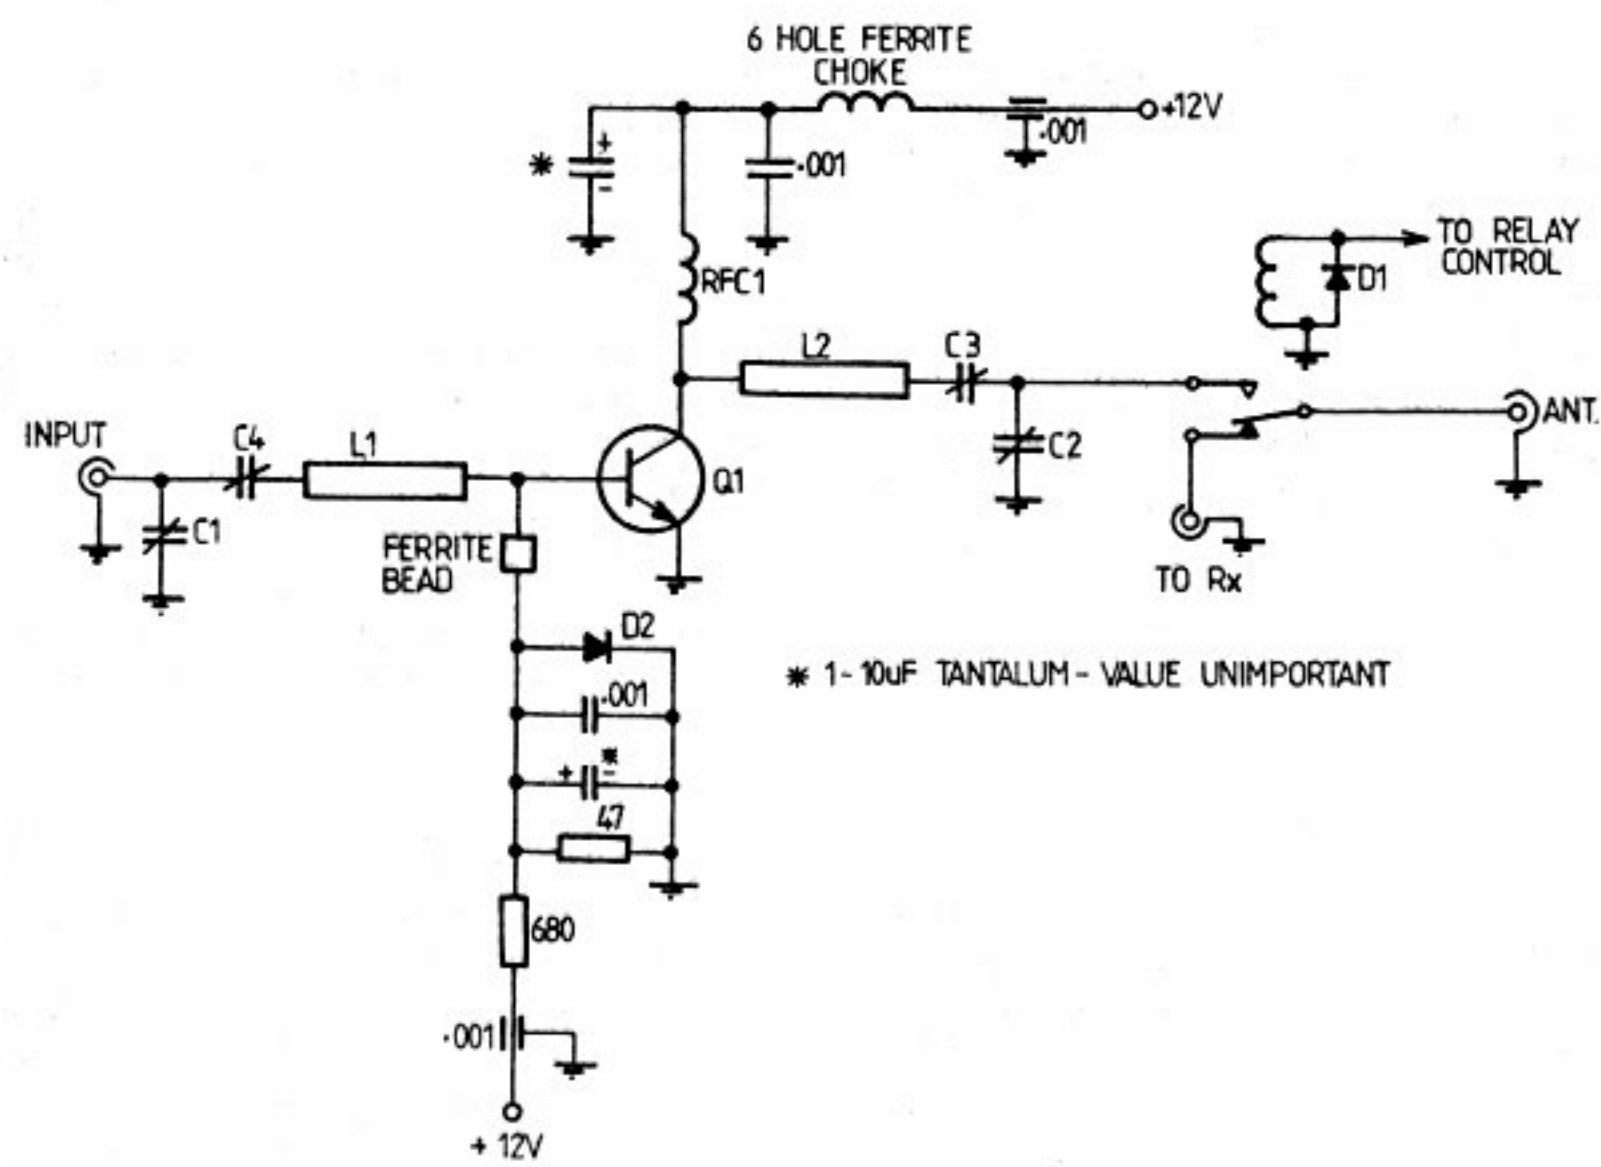 6 HOLE FERRITE
CHOKE
+12V
.001
+
*
-
.001
TO RELAY
CONTROL
D1
RFC1
L2
C3
INPUT
C4
L1
ANT.
C2
Q1
C1
FERRITE
BEAD
TO Rx
D2
* 1-10uF TANTALUM - VALUE UNIMPORTANT
.001
*
+ -
47
680
.001
+ 12V